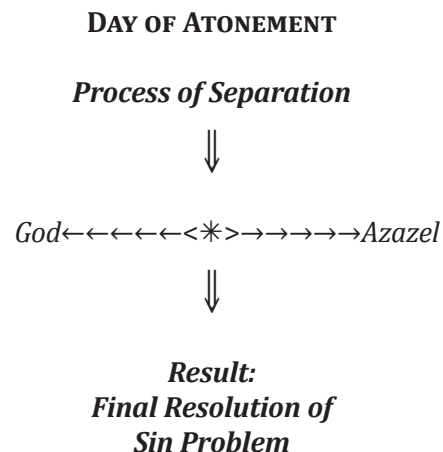 DAY OF ATONEMENT
Process of Separation
⇓
God←←←←←<✳>→→→→→Azazel
⇓
Result:
Final Resolution of
Sin Problem